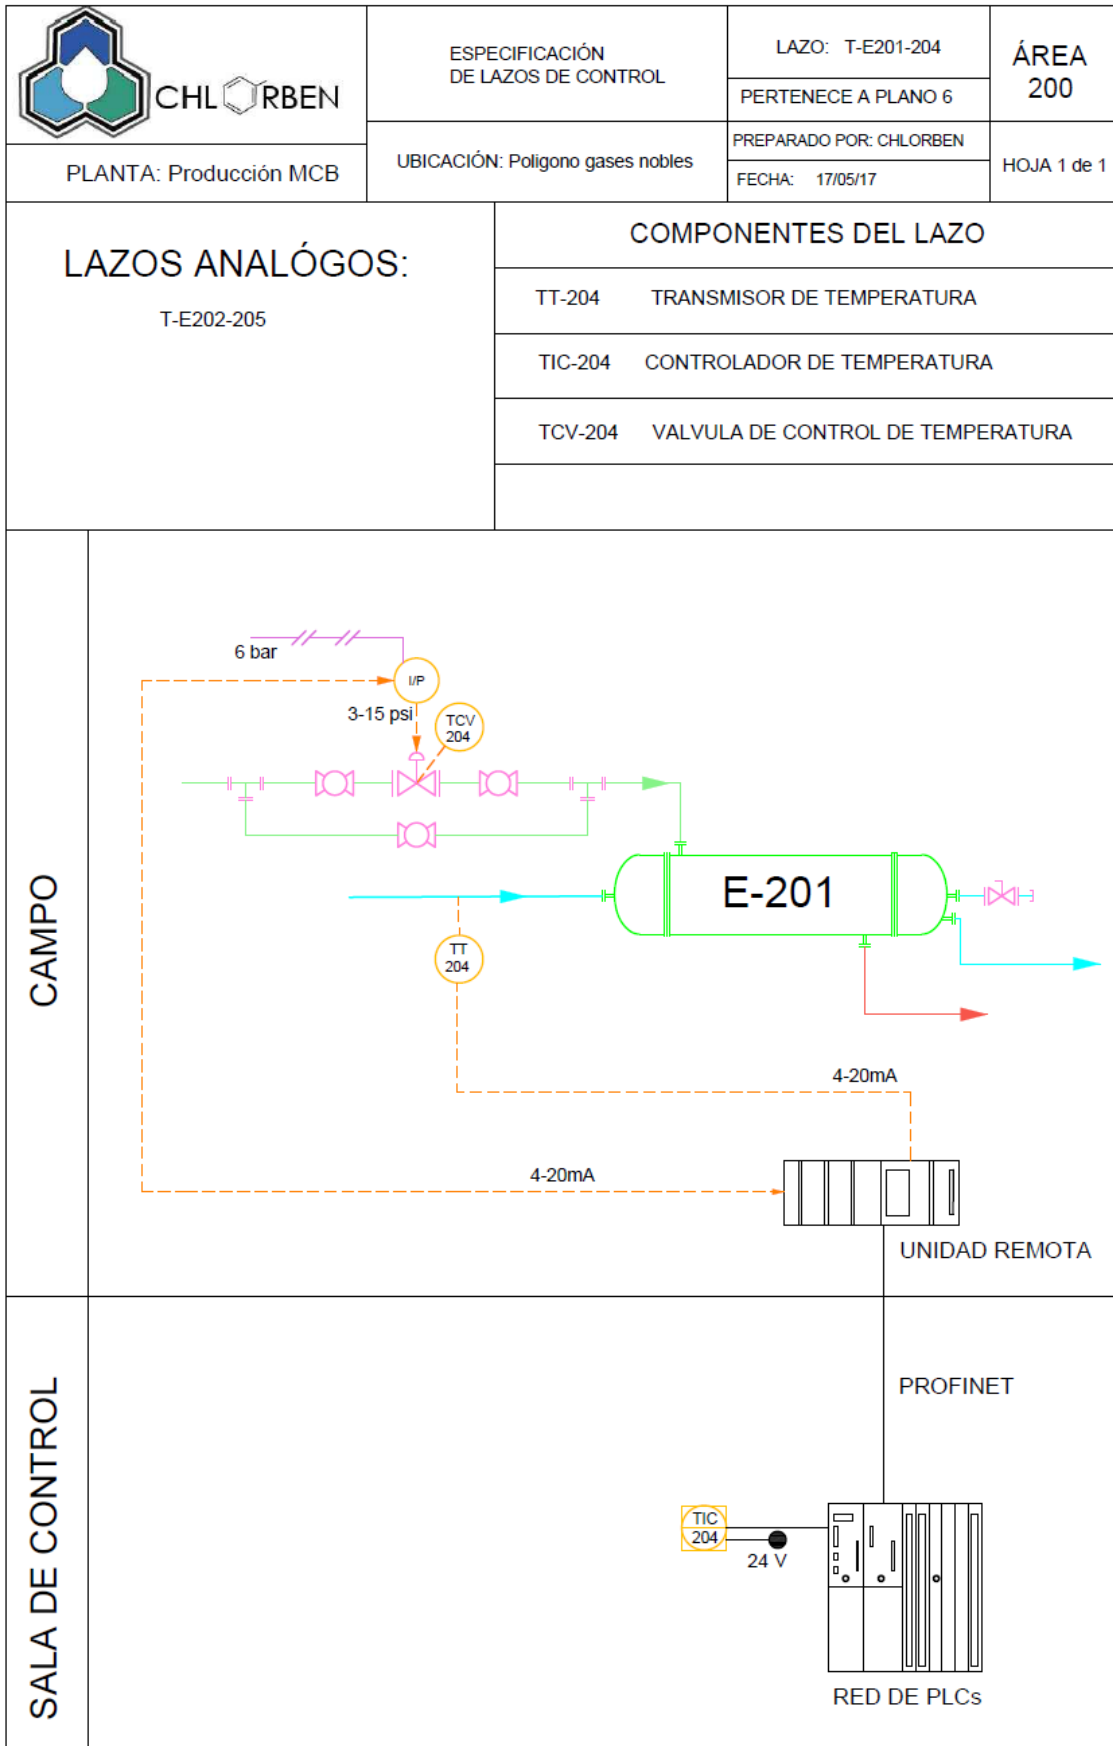 CHLORBEN
PLANTA: Producción MCB
ESPECIFICACIÓN
DE LAZOS DE CONTROL
UBICACIÓN: Poligono gases nobles
LAZO: T-E201-204
PERTENECE A PLANO 6
PREPARADO POR: CHLORBEN
FECHA: 17/05/17
ÁREA
200
HOJA 1 de 1
LAZOS ANALÓGOS:
T-E202-205
COMPONENTES DEL LAZO
TT-204 TRANSMISOR DE TEMPERATURA
TIC-204 CONTROLADOR DE TEMPERATURA
TCV-204 VALVULA DE CONTROL DE TEMPERATURA
CAMPO
6 bar
I/P
3-15 psi
TCV
204
E-201
TT
204
4-20mA
4-20mA
UNIDAD REMOTA
SALA DE CONTROL
PROFINET
TIC
204
24 V
RED DE PLCs